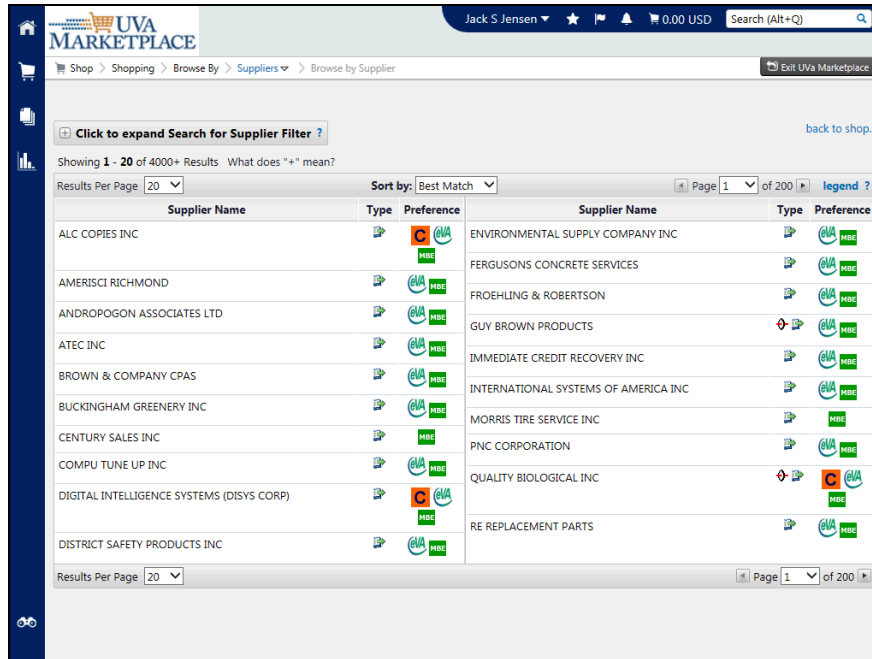 Jack S Jensen ▼ 0.00 USD Search (Alt+Q)
UVA
MARKETPLACE
Shop > Shopping > Browse By > Suppliers > Browse by Supplier Exit UVa Marketplace
Click to expand Search for Supplier Filter ? back to shop.
Showing 1 - 20 of 4000+ Results What does "+" mean?
Results Per Page 20 Sort by: Best Match Page 1 of 200 legend ?
Supplier Name Type Preference
ALC COPIES INC C eVA
MBE
AMERISCI RICHMOND eVA MBE
ANDROPOGON ASSOCIATES LTD eVA MBE
ATEC INC eVA MBE
BROWN & COMPANY CPAS eVA MBE
BUCKINGHAM GREENERY INC eVA MBE
CENTURY SALES INC MBE
COMPU TUNE UP INC eVA MBE
DIGITAL INTELLIGENCE SYSTEMS (DISYS CORP) C eVA
MBE
DISTRICT SAFETY PRODUCTS INC eVA MBE
Supplier Name Type Preference
ENVIRONMENTAL SUPPLY COMPANY INC eVA MBE
FERGUSONS CONCRETE SERVICES eVA MBE
FROEHLING & ROBERTSON eVA MBE
GUY BROWN PRODUCTS eVA MBE
IMMEDIATE CREDIT RECOVERY INC eVA MBE
INTERNATIONAL SYSTEMS OF AMERICA INC eVA MBE
MORRIS TIRE SERVICE INC MBE
PNC CORPORATION eVA MBE
QUALITY BIOLOGICAL INC C eVA
MBE
RE REPLACEMENT PARTS eVA MBE
Results Per Page 20 Page 1 of 200